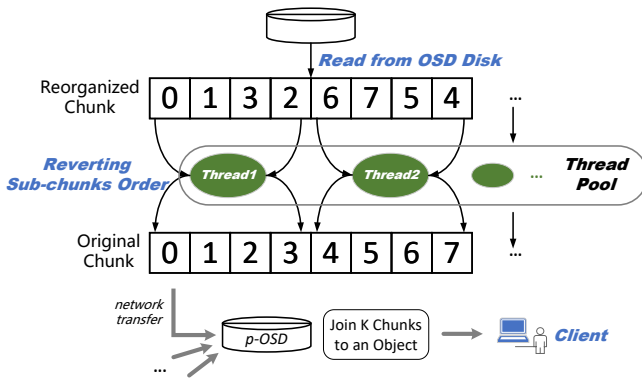 Read from OSD Disk
Reorganized
Chunk
0 1 3 2 6 7 5 4
...
Reverting
Sub-chunks Order
Thread1
Thread2
...
Thread
Pool
Original
Chunk
0 1 2 3 4 5 6 7
...
network
transfer
...
p-OSD
Join K Chunks
to an Object
Client